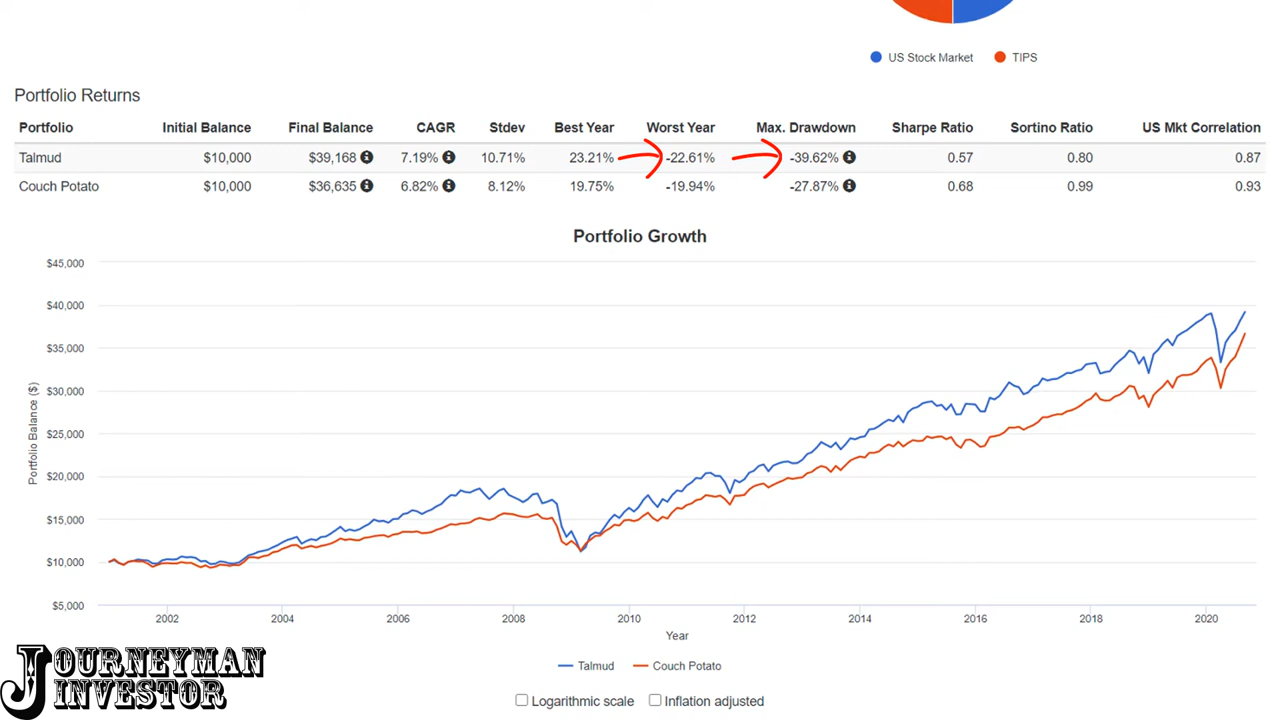 US Stock Market TIPS
Portfolio Returns
Portfolio Initial Balance Final Balance CAGR Stdev Best Year Worst Year Max. Drawdown Sharpe Ratio Sortino Ratio US Mkt Correlation
Talmud $10,000 $39,168 7.19% 10.71% 23.21% -22.61% -39.62% 0.57 0.80 0.87
Couch Potato $10,000 $36,635 6.82% 8.12% 19.75% -19.94% -27.87% 0.68 0.99 0.93
Portfolio Growth
$45,000
$40,000
$35,000
$30,000
$25,000
$20,000
$15,000
$10,000
$5,000
Portfolio Balance ($)
2002 2004 2006 2008 2010 2012 2014 2016 2018 2020
Year
Talmud Couch Potato
Logarithmic scale Inflation adjusted
JOURNEYMAN
INVESTOR